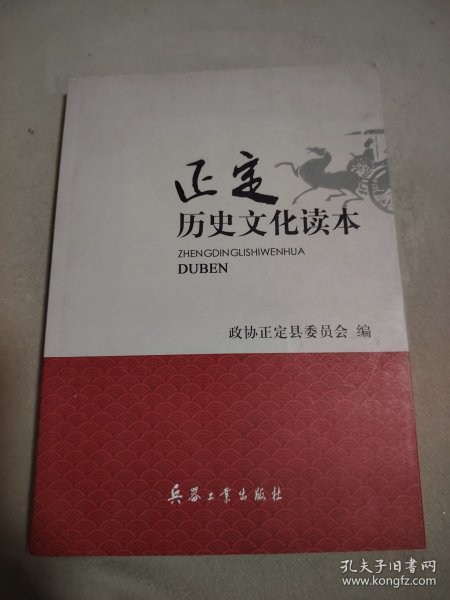 正定
历史文化读本
ZHENGDINGLISHIWENHUA
DUBEN
政协正定县委员会 编
兵器工业出版社
孔夫子旧书网
www.kongfz.com